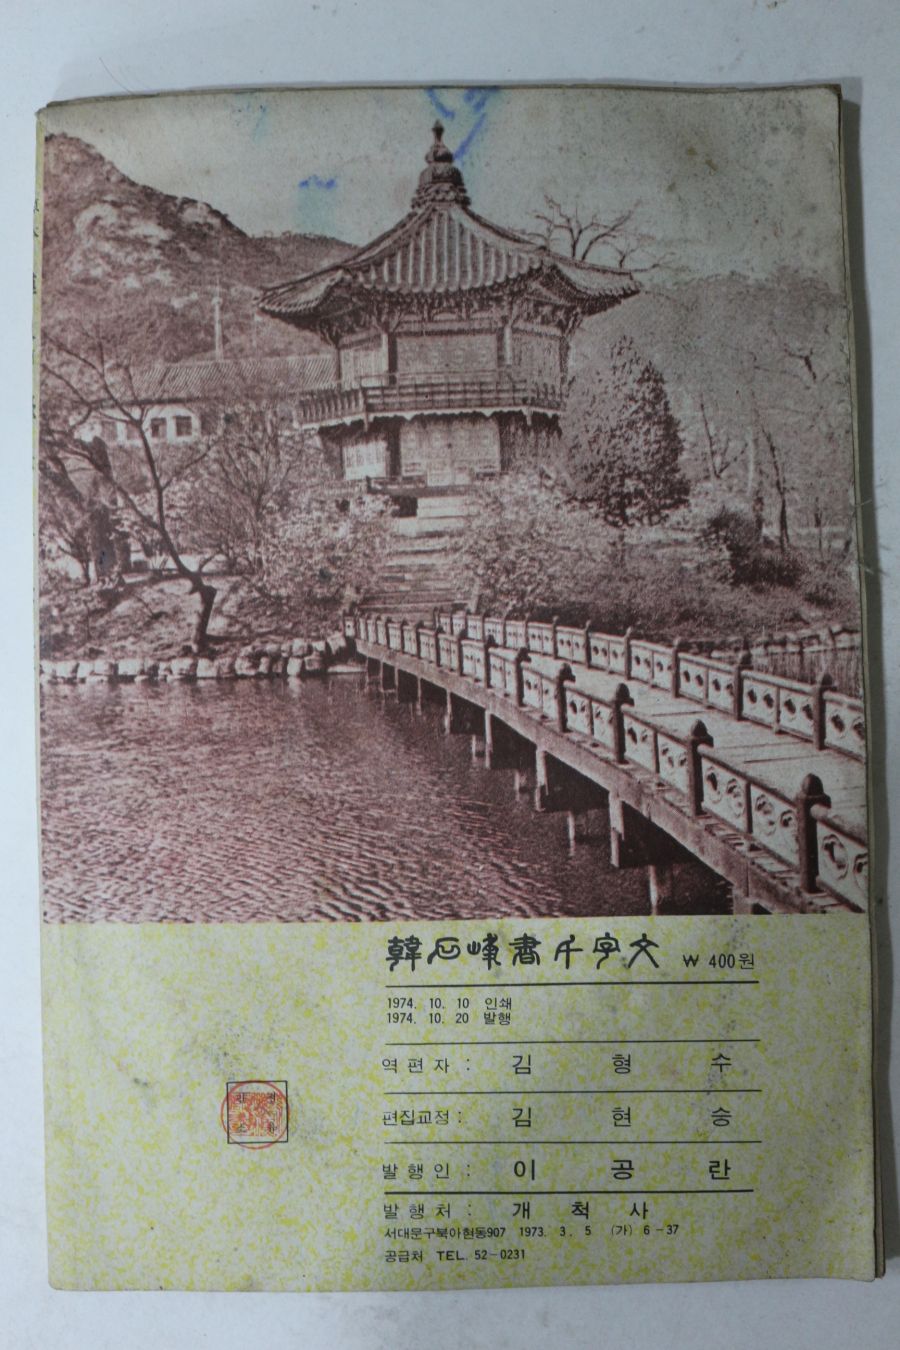 韓石峰書千字文 ₩ 400원
1974. 10. 10 인쇄
1974. 10. 20 발행
역 편 자 : 김 형 수
편집교정 : 김 현 승
발 행 인 : 이 공 란
발 행 처 : 개 척 사
서대문구북아현동907 1973. 3. 5 (가) 6-37
공급처 TEL. 52-0231